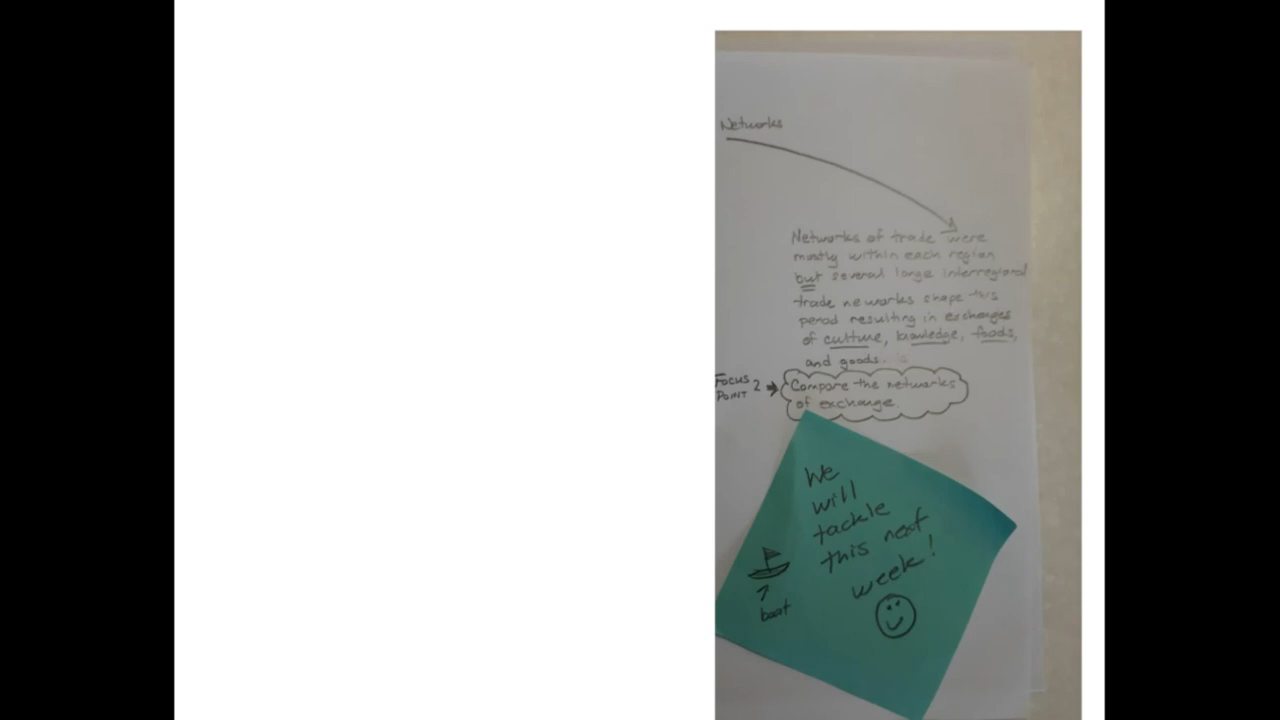 Networks
Networks of trade were
mostly within each region
but several large interregional
trade neworks shape this
period resulting in exchanges
of culture, knowledge, foods,
and goods.
FOCUS
POINT 2
Compare the networks
of exchange.
We
will
tackle
this next
week!
boat